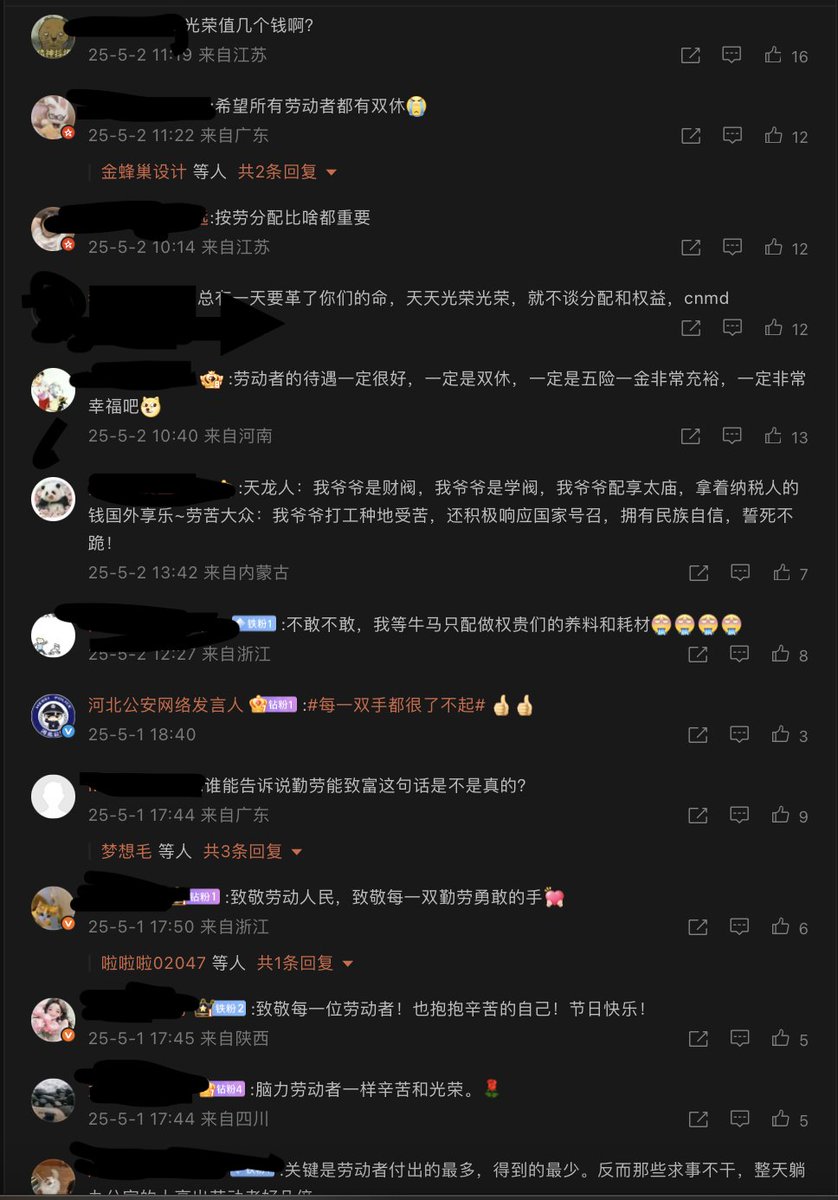 光荣值几个钱啊?
25-5-2 11:19 来自江苏
16
:希望所有劳动者都有双休😭
25-5-2 11:22 来自广东
12
金蜂巢设计 等人 共2条回复
:按劳分配比啥都重要
25-5-2 10:14 来自江苏
12
总有一天要革了你们的命，天天光荣光荣，就不谈分配和权益，cnmd
12
:劳动者的待遇一定很好，一定是双休，一定是五险一金非常充裕，一定非常
幸福吧
25-5-2 10:40 来自河南
13
:天龙人：我爷爷是财阀，我爷爷是学阀，我爷爷配享太庙，拿着纳税人的
钱国外享乐~劳苦大众：我爷爷打工种地受苦，还积极响应国家号召，拥有民族自信，誓死不
跪！
25-5-2 13:42 来自内蒙古
7
铁粉1 :不敢不敢，我等牛马只配做权贵们的养料和耗材
25-5-2 12:27 来自浙江
8
河北公安网络发言人 钻粉1 :#每一双手都很了不起# 👍👍
25-5-1 18:40
3
谁能告诉说勤劳能致富这句话是不是真的?
25-5-1 17:44 来自广东
9
梦想毛 等人 共3条回复
钻粉1 :致敬劳动人民，致敬每一双勤劳勇敢的手💘
25-5-1 17:50 来自浙江
6
啦啦啦02047 等人 共1条回复
铁粉2 :致敬每一位劳动者！也抱抱辛苦的自己！节日快乐！
25-5-1 17:45 来自陕西
5
钻粉4 :脑力劳动者一样辛苦和光荣。🌹
25-5-1 17:44 来自四川
5
:关键是劳动者付出的最多，得到的最少。反而那些求事不干，整天躺